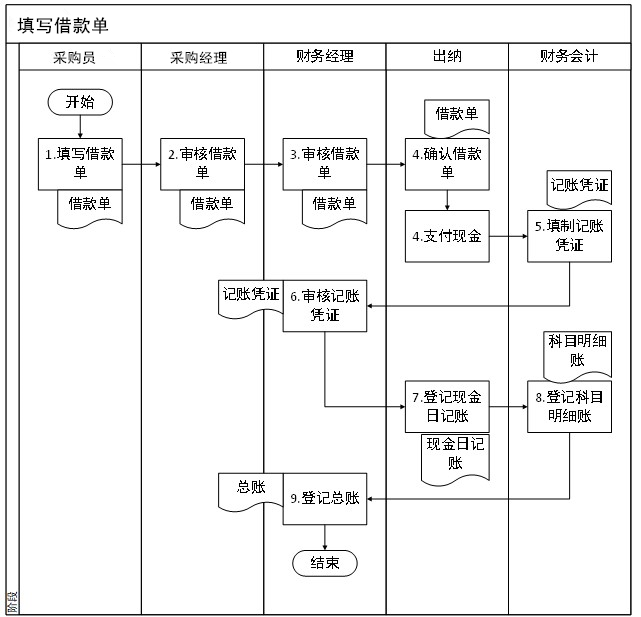 填写借款单
采购员
采购经理
财务经理
出纳
财务会计
开始
借款单
1.填写借款
单
2.审核借款
单
3.审核借款
单
4.确认借款
单
借款单
借款单
借款单
记账凭证
4.支付现金
5.填制记账
凭证
记账凭证
6.审核记账
凭证
科目明细
账
7.登记现金
日记账
8.登记科目
明细账
现金日记
账
总账
9.登记总账
结束
阶段